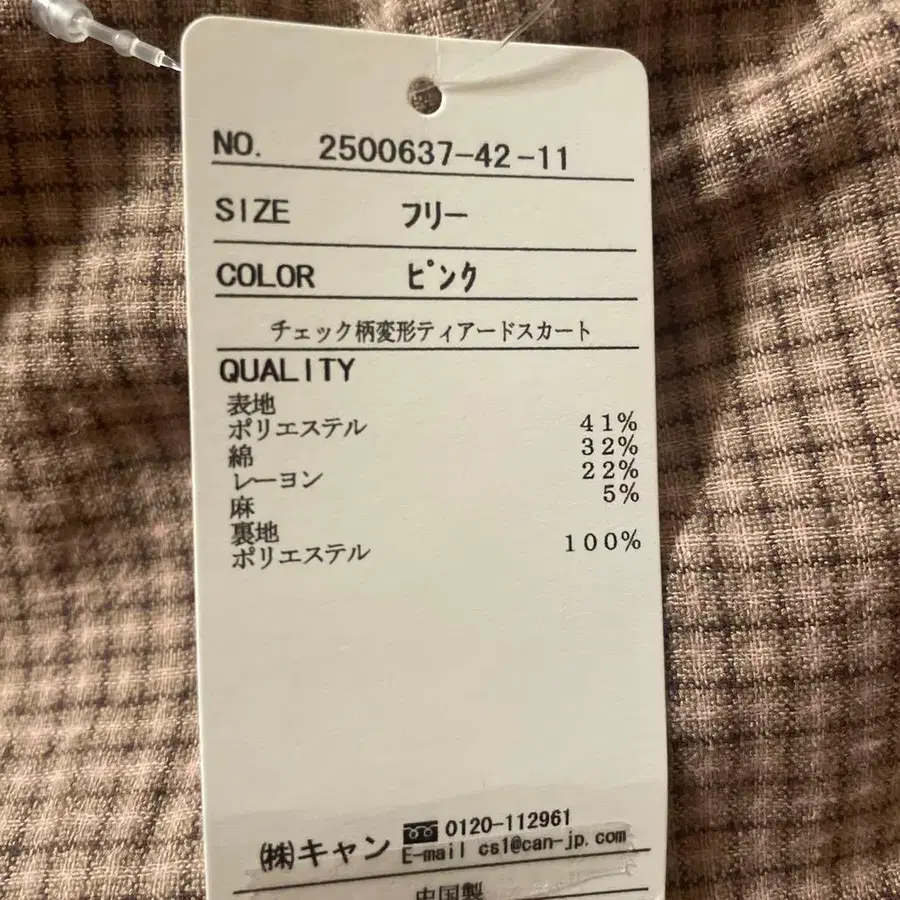 NO. 2500637-42-11
SIZE フリー
COLOR ピンク
チェック柄変形ティアードスカート
QUALITY
表地
ポリエステル 41%
綿 32%
レーヨン 22%
麻 5%
裏地
ポリエステル 100%
㈱キャン 0120-112961
E-mail cs1@can-jp.com
中国製